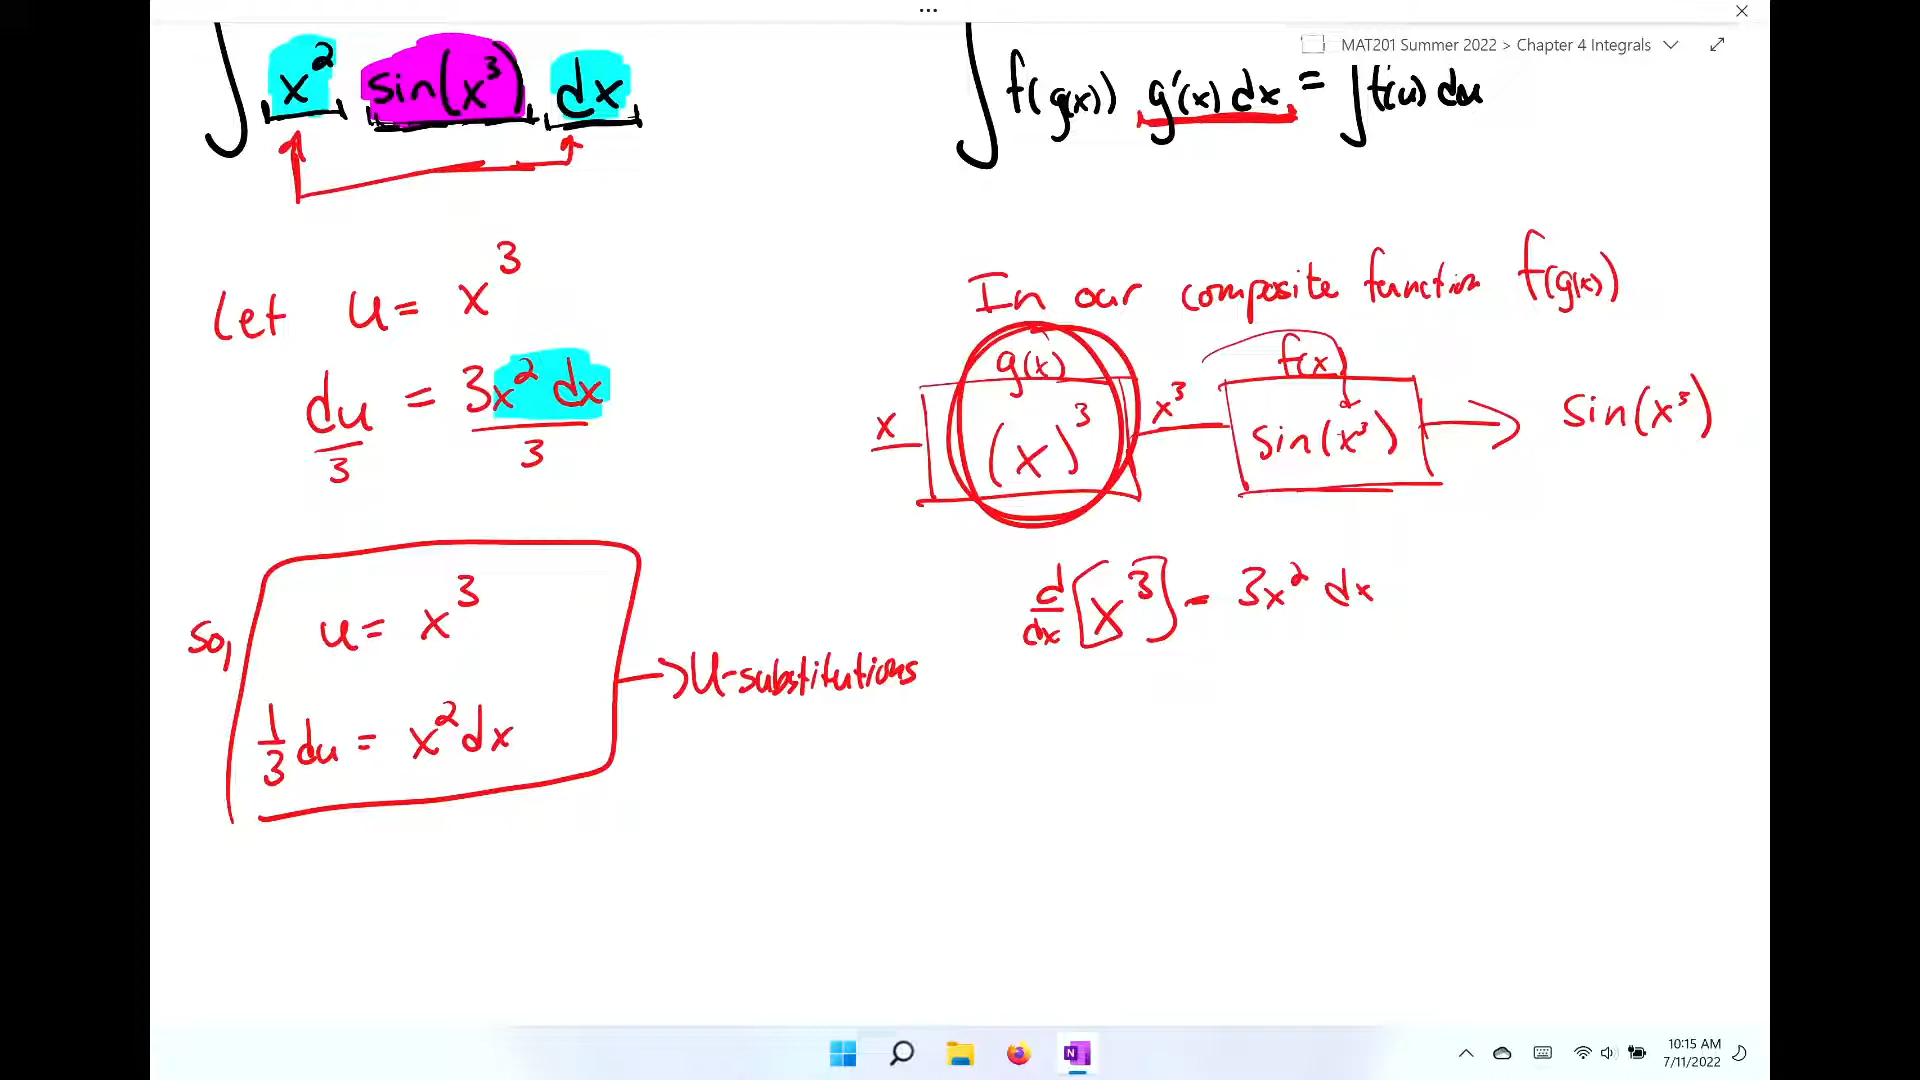 MAT201 Summer 2022 > Chapter 4 Integrals
∫ x² sin(x³) dx
∫ f(g(x)) g'(x) dx = ∫ f(u) du
Let u = x³
du/3 = 3x² dx/3
So, u = x³
1/3 du = x² dx
→ U-substitutions
In our composite function f(g(x))
g(x)
f(x)
x (x)³ x³ sin(x³) → sin(x³)
d/dx [x³] - 3x² dx
10:15 AM
7/11/2022